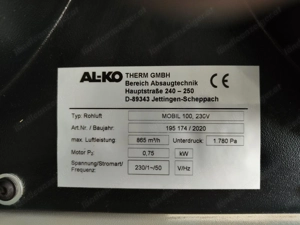 AL-KO
THERM GMBH
Bereich Absaugtechnik
Hauptstraße 240 – 250
D-89343 Jettingen-Scheppach
CE
Typ: Rohluft MOBIL 100, 230V
Art.Nr. / Baujahr: 195 174 / 2020
max. Luftleistung: 865 m³/h Unterdruck: 1.780 Pa
Motor P₂: 0,75 kW
Spannung/Stromart/ 230/1~/50 V/Hz
Frequenz: